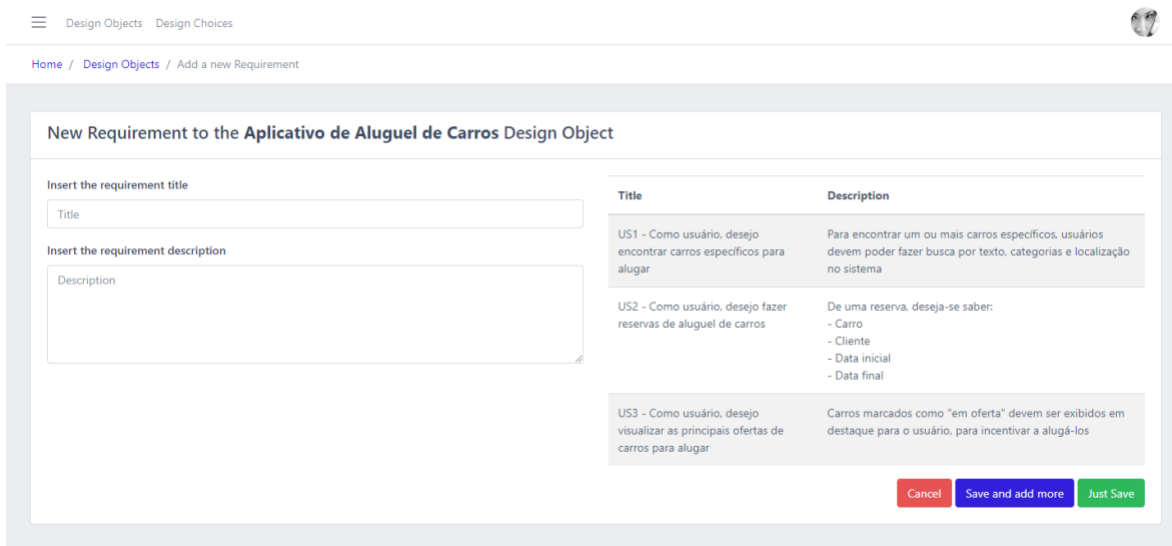 Design Objects Design Choices
Home / Design Objects / Add a new Requirement
New Requirement to the Aplicativo de Aluguel de Carros Design Object
Insert the requirement title
Title
Insert the requirement description
Description
Title Description
US1 - Como usuário, desejo
encontrar carros específicos para
alugar
Para encontrar um ou mais carros específicos, usuários
devem poder fazer busca por texto, categorias e localização
no sistema
US2 - Como usuário, desejo fazer
reservas de aluguel de carros
De uma reserva, deseja-se saber:
- Carro
- Cliente
- Data inicial
- Data final
US3 - Como usuário, desejo
visualizar as principais ofertas de
carros para alugar
Carros marcados como "em oferta" devem ser exibidos em
destaque para o usuário, para incentivar a alugá-los
Cancel Save and add more Just Save